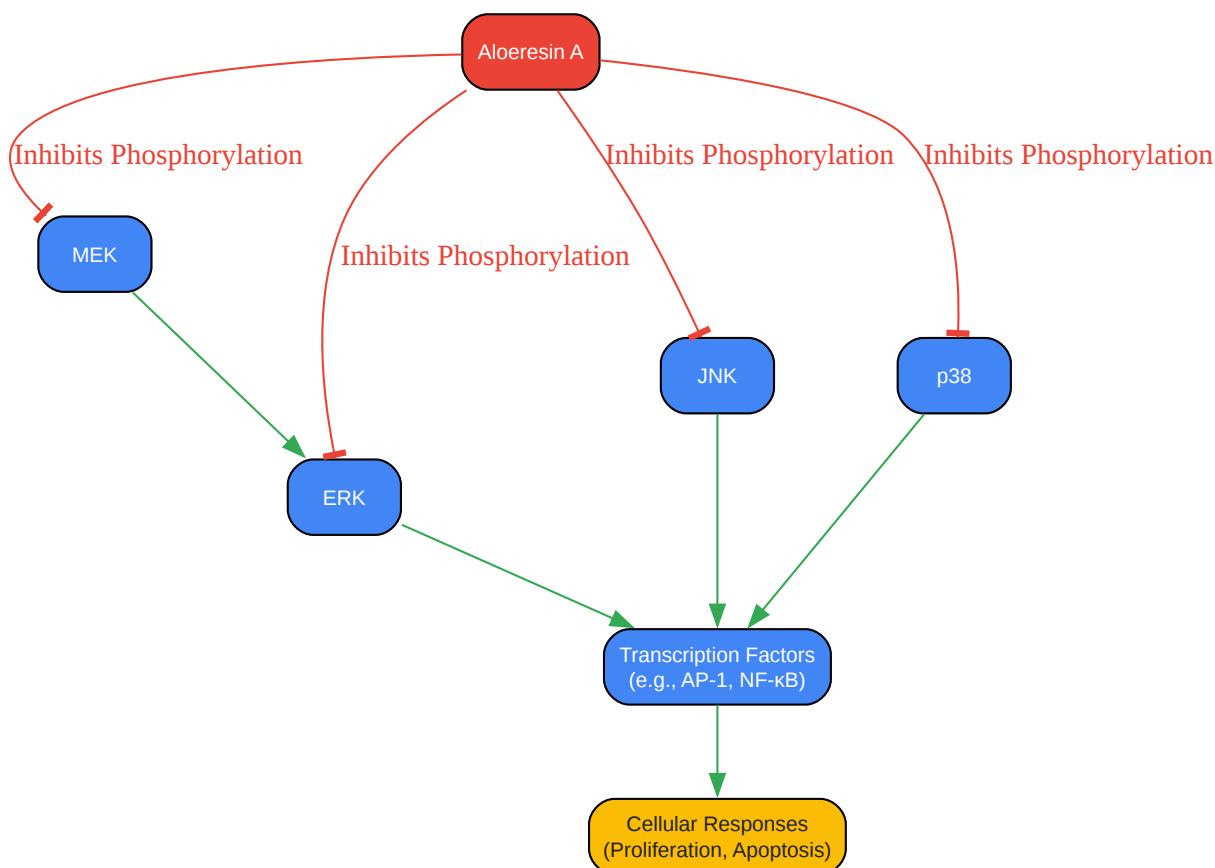 Aloeresin A
Inhibits Phosphorylation
Inhibits Phosphorylation
Inhibits Phosphorylation
MEK
Inhibits Phosphorylation
JNK
p38
ERK
Transcription Factors
(e.g., AP-1, NF-κB)
Cellular Responses
(Proliferation, Apoptosis)